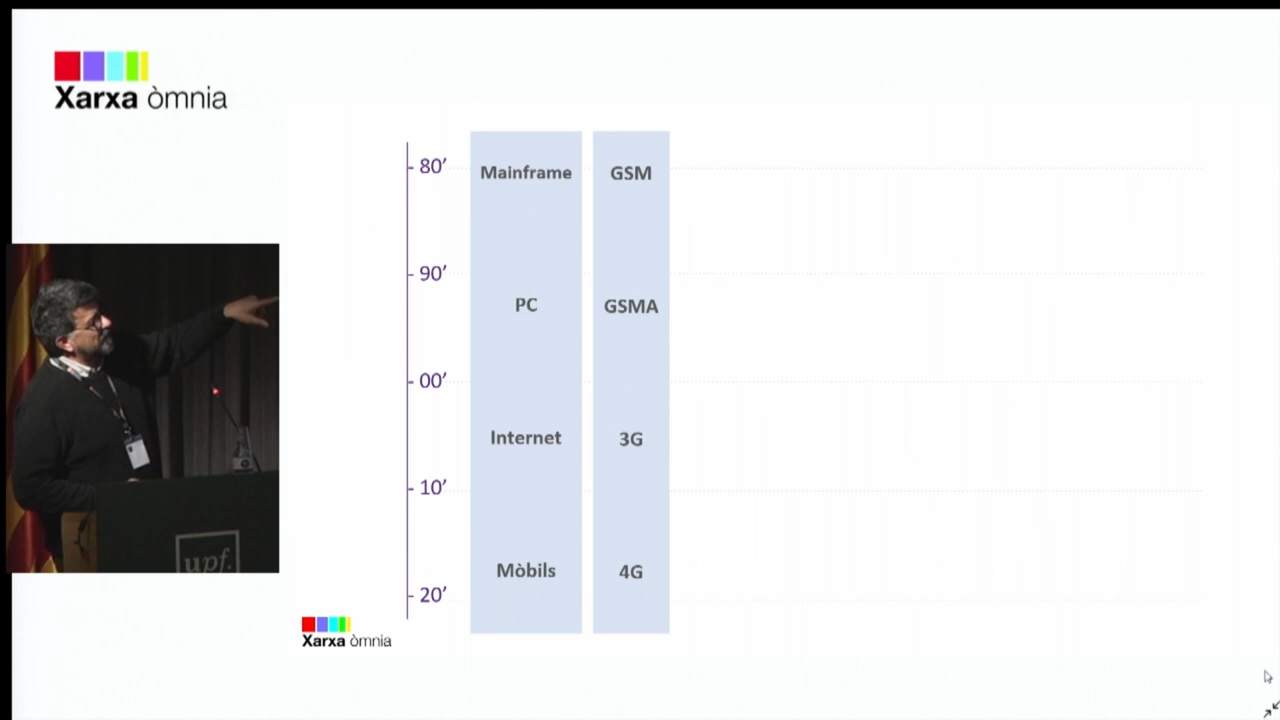 Xarxa òmnia
80’ Mainframe GSM
90’
PC GSMA
00’
Internet 3G
10’
Mòbils 4G
20’
upf.
Xarxa òmnia